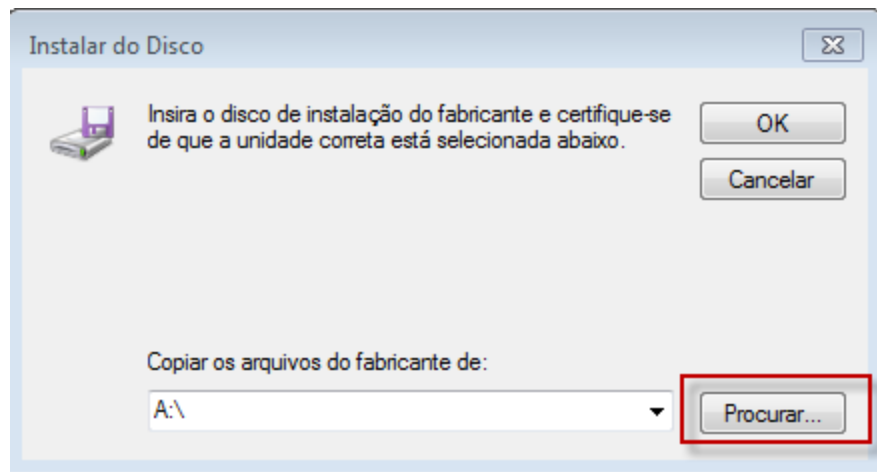 Instalar do Disco
Insira o disco de instalação do fabricante e certifique-se
de que a unidade correta está selecionada abaixo.
OK
Cancelar
Copiar os arquivos do fabricante de:
A:\
Procurar...